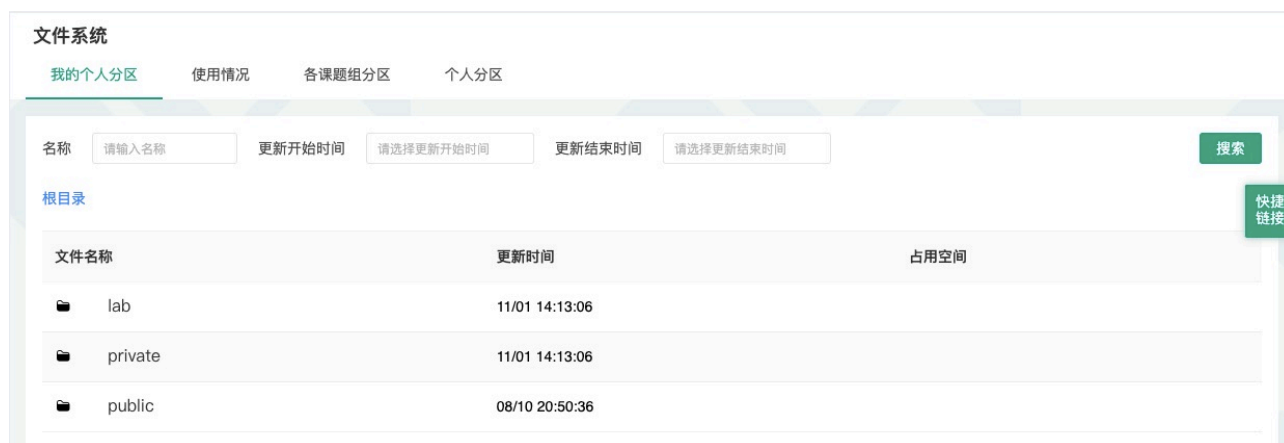 文件系统
我的个人分区 使用情况 各课题组分区 个人分区
名称 请输入名称 更新开始时间 请选择更新开始时间 更新结束时间 请选择更新结束时间 搜索
根目录
快捷
链接
文件名称 更新时间 占用空间
lab 11/01 14:13:06
private 11/01 14:13:06
public 08/10 20:50:36